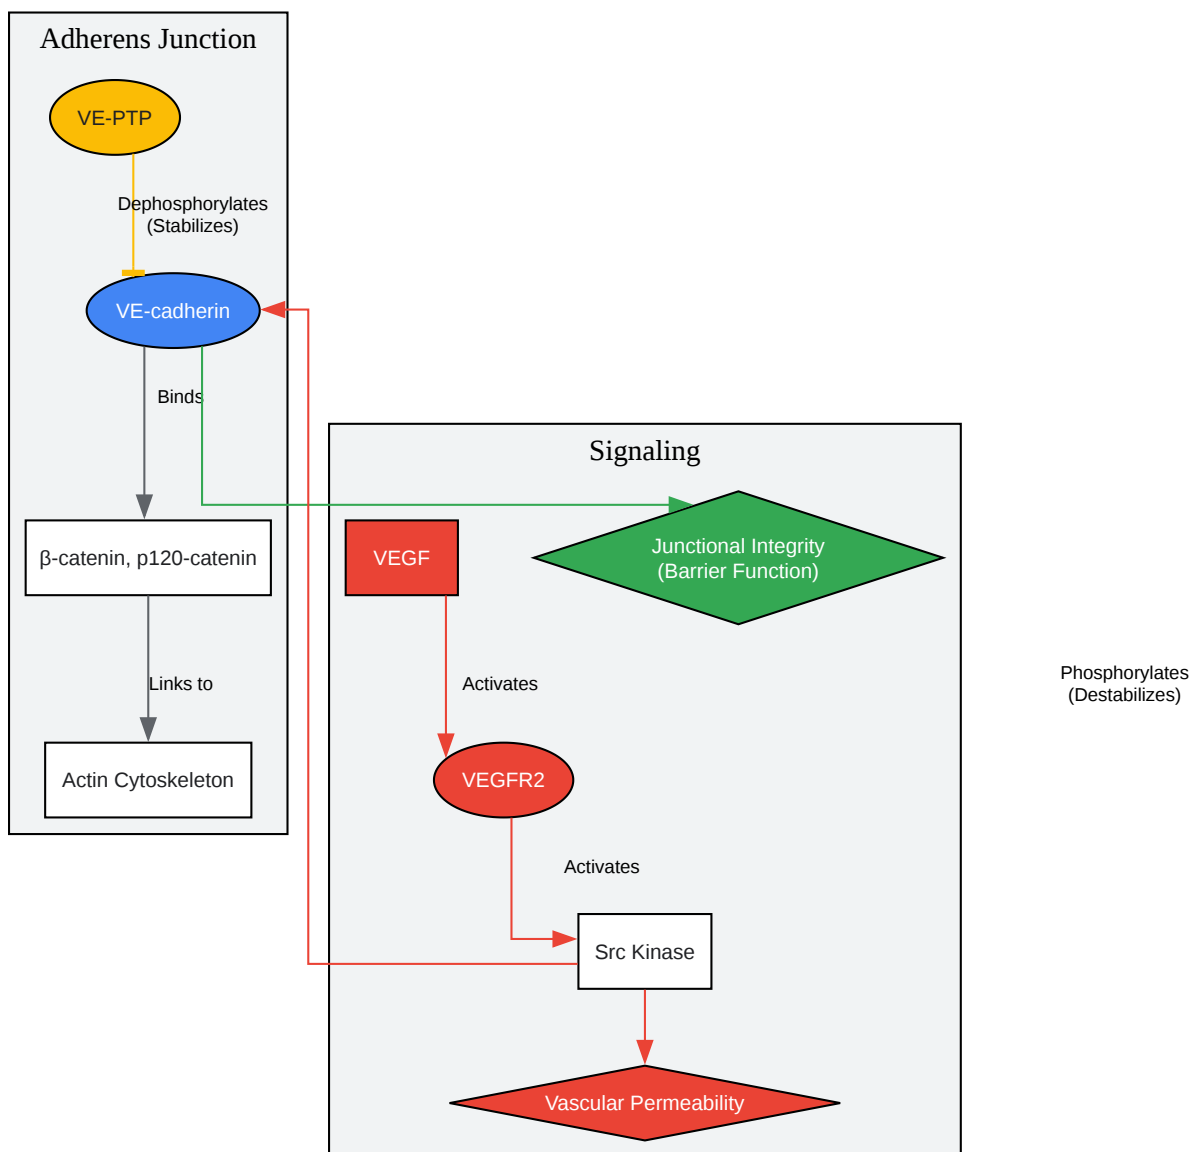 Adherens Junction
VE-PTP
Dephosphorylates
(Stabilizes)
VE-cadherin
Binds
β-catenin, p120-catenin
Links to
Actin Cytoskeleton
Signaling
VEGF
Junctional Integrity
(Barrier Function)
Activates
VEGFR2
Activates
Src Kinase
Vascular Permeability
Phosphorylates
(Destabilizes)